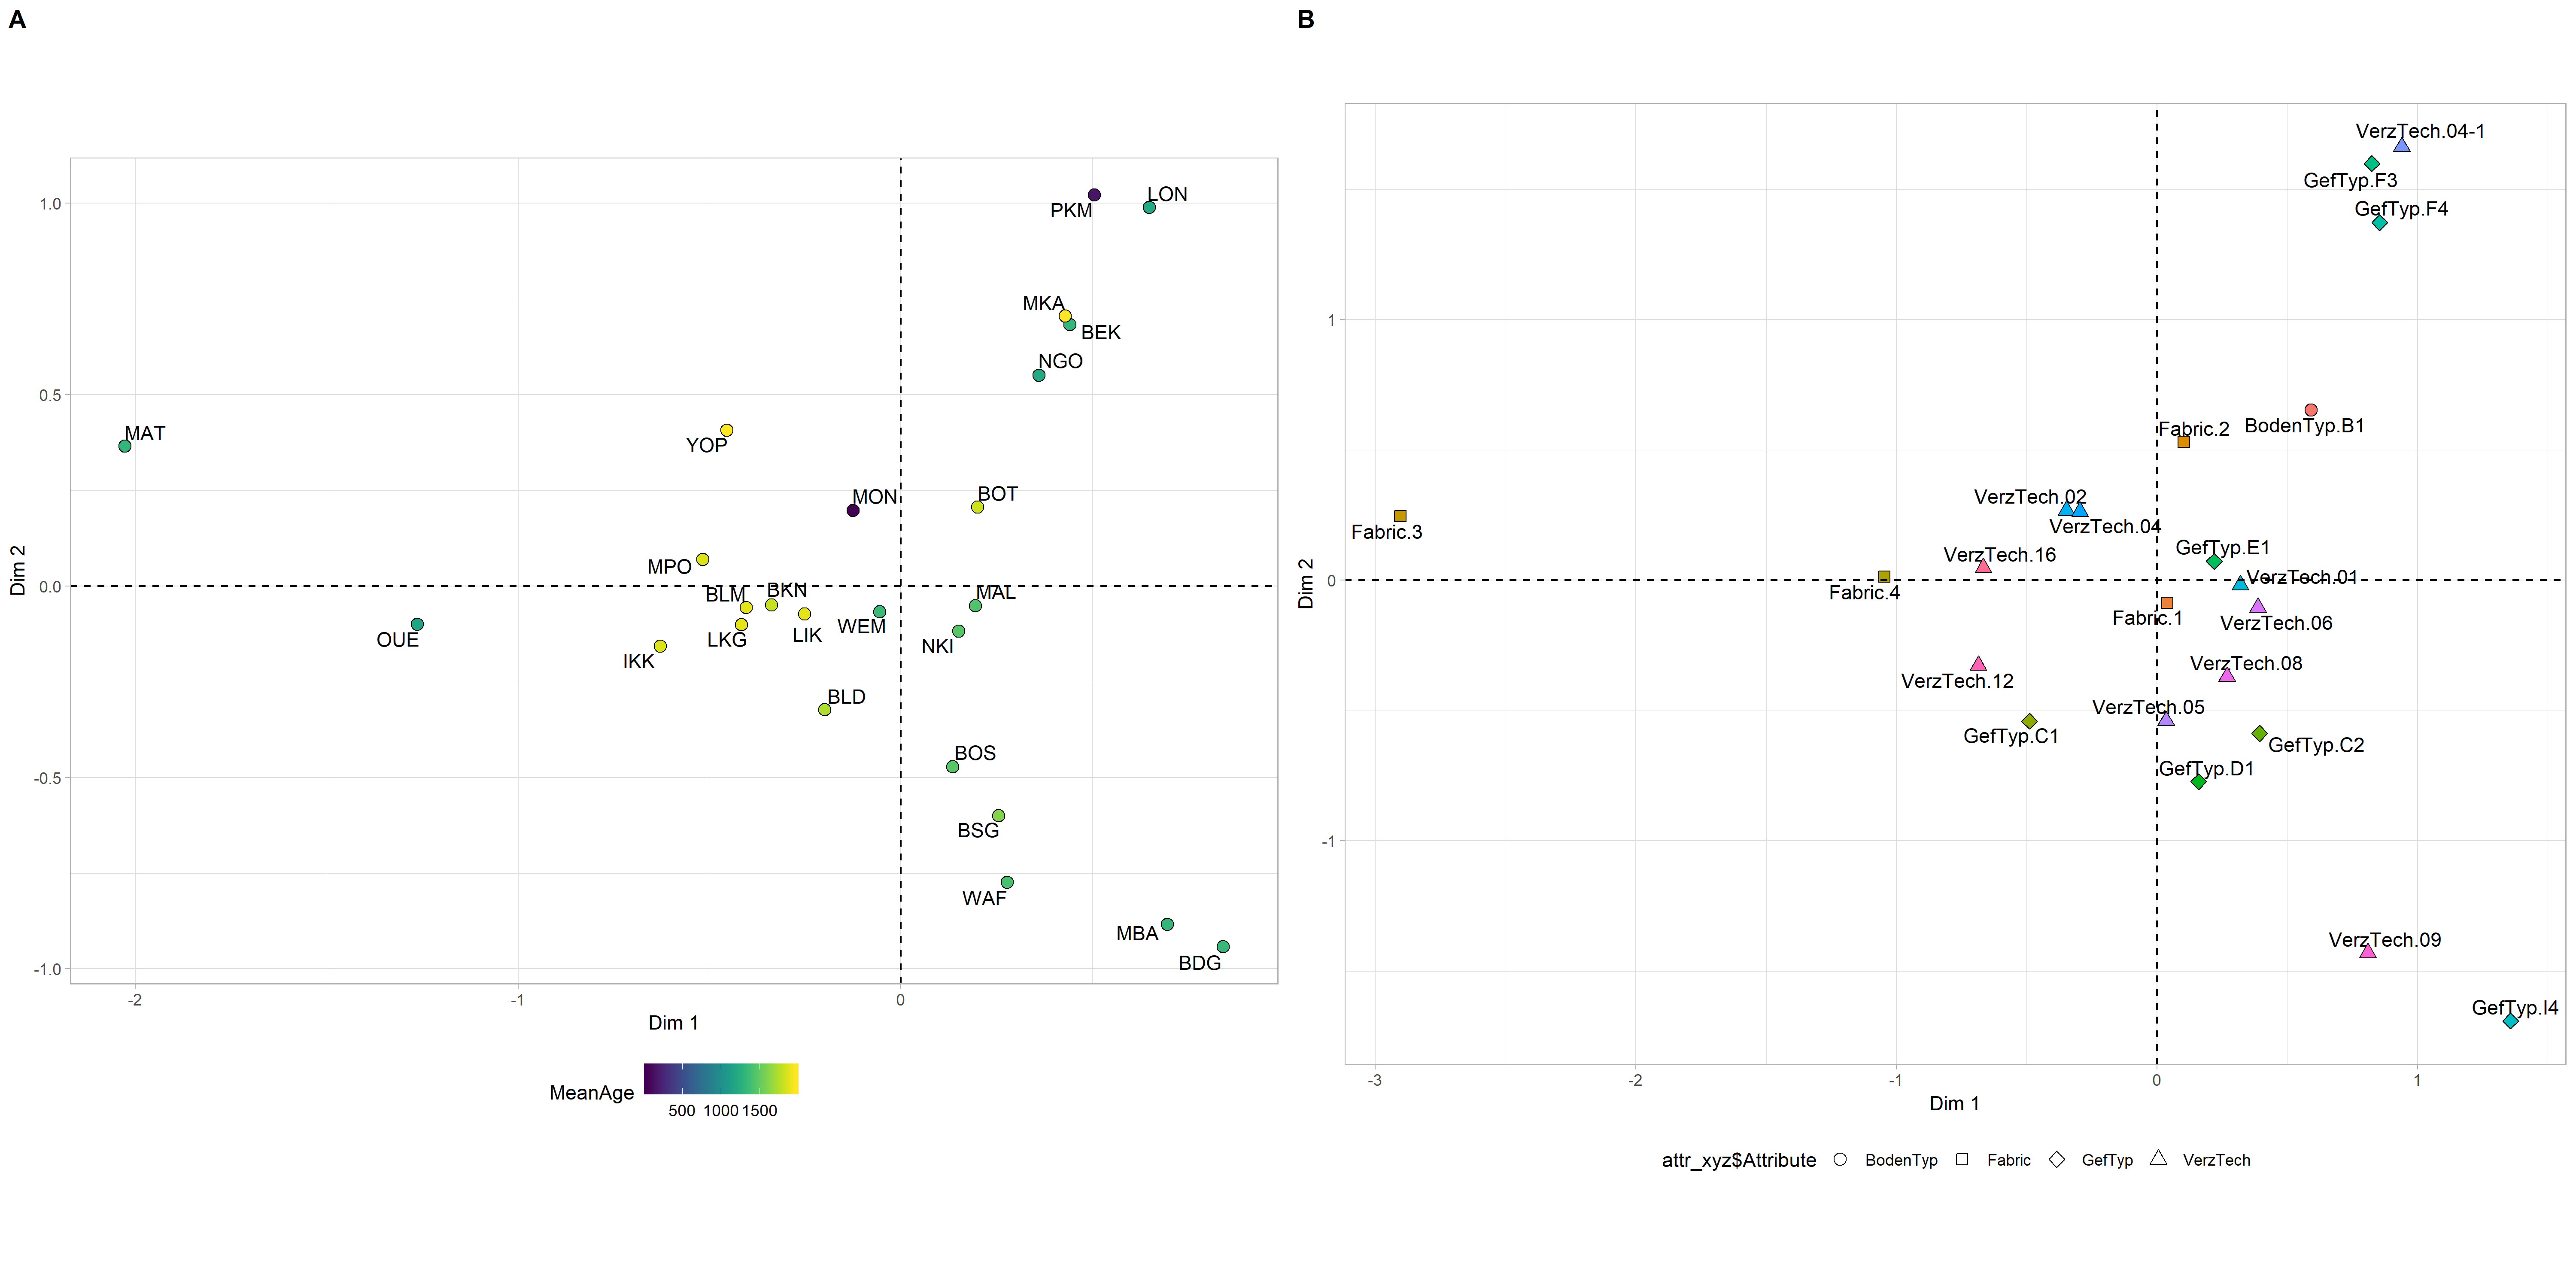 A
Dim 2
1.0
0.5
0.0
-0.5
-1.0
LON
PKM
MKA
BEK
NGO
MAT
YOP
MON
BOT
MPO
BLM
BKN
MAL
OUE
LKG
LIK
WEM
NKI
IKK
BLD
BOS
BSG
WAF
MBA
BDG
-2
-1
0
Dim 1
MeanAge
500
1000
1500
B
Dim 2
1
0
-1
VerzTech.04-1
GefTyp.F3
GefTyp.F4
BodenTyp.B1
Fabric.2
VerzTech.02
VerzTech.04
Fabric.3
GefTyp.E1
VerzTech.16
VerzTech.01
Fabric.4
Fabric.1
VerzTech.06
VerzTech.08
VerzTech.12
VerzTech.05
GefTyp.C1
GefTyp.C2
GefTyp.D1
VerzTech.09
GefTyp.I4
-3
-2
-1
0
1
Dim 1
attr_xyz$Attribute
BodenTyp
Fabric
GefTyp
VerzTech